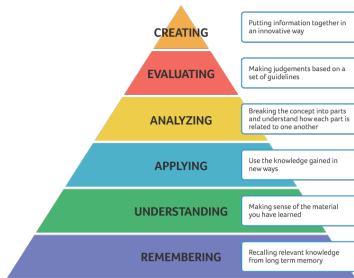 CREATING
Putting information together in
an innovative way
EVALUATING
Making judgements based on a
set of guidelines
ANALYZING
Breaking the concept into parts
and understand how each part is
related to one another
APPLYING
Use the knowledge gained in
new ways
UNDERSTANDING
Making sense of the material
you have learned
REMEMBERING
Recalling relevant knowledge
from long term memory